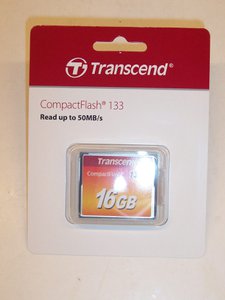 Transcend
CompactFlash® 133
Read up to 50MB/s
Transcend
CompactFlash®
16GB